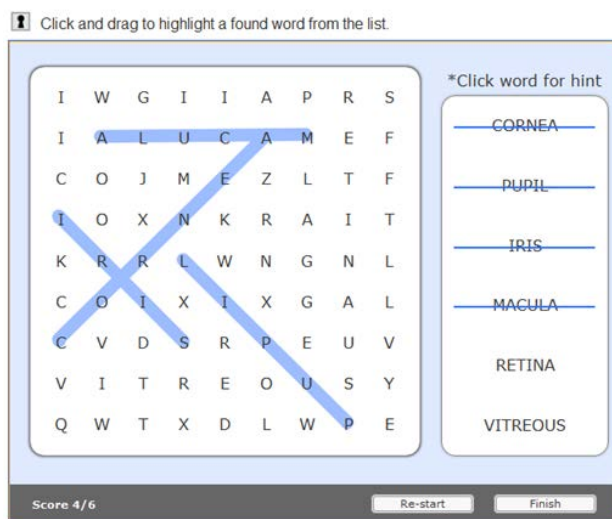 Click and drag to highlight a found word from the list.
*Click word for hint
I W G I I A P R S
I A L U C A M E F
C O J M E Z L T F
I O X N K R A I T
K R R L W N G N L
C O I X I X G A L
C V D S R P E U V
V I T R E O U S Y
Q W T X D L W P E
CORNEA
PUPIL
IRIS
MACULA
RETINA
VITREOUS
Score 4/6
Re-start
Finish